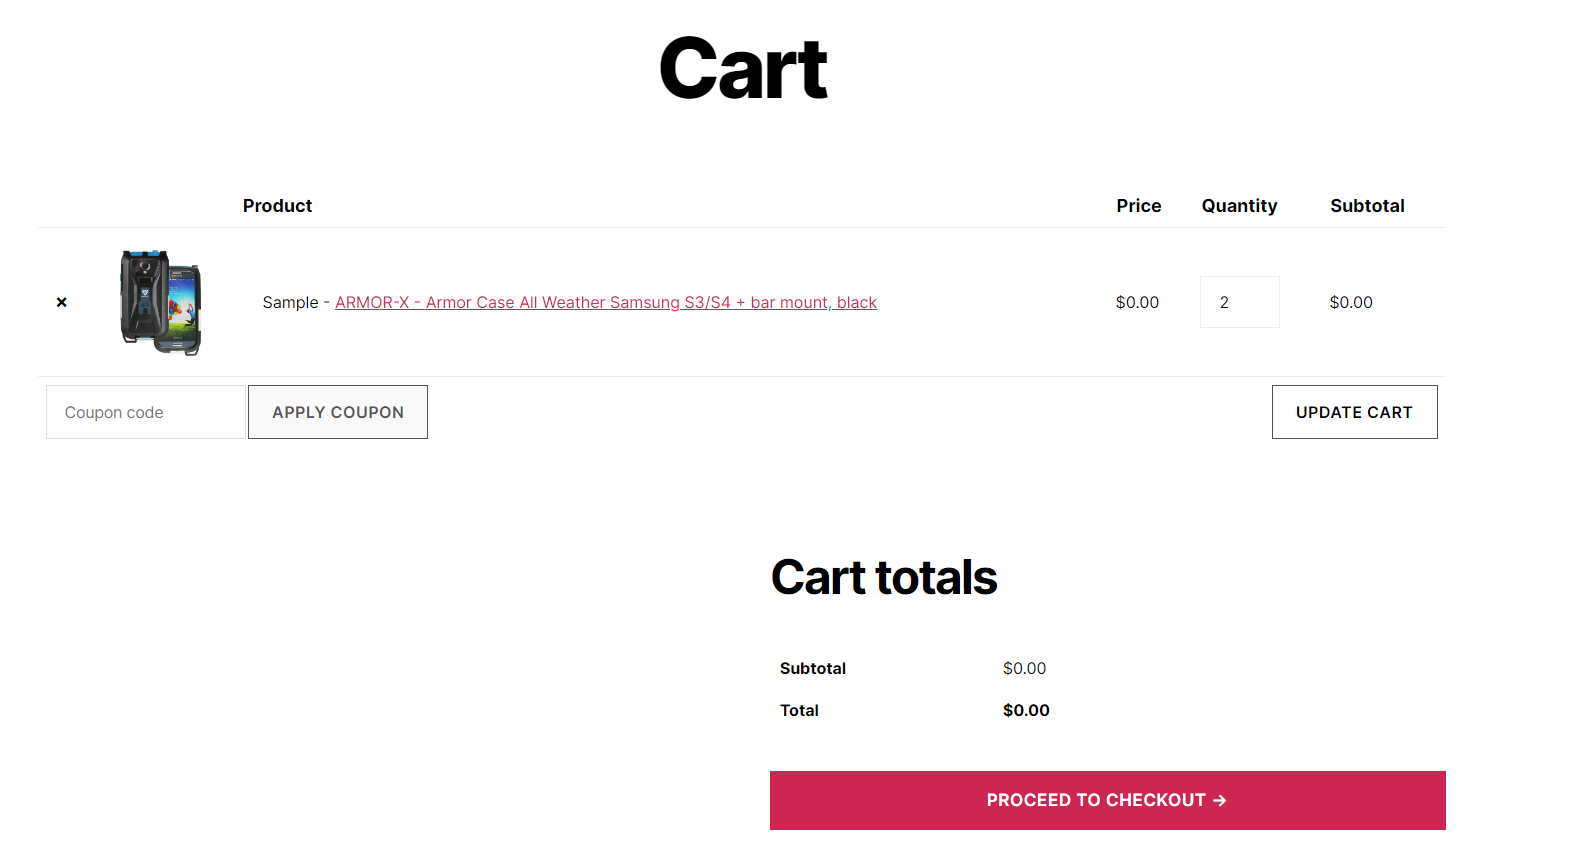 Cart
Product Price Quantity Subtotal
× Sample - ARMOR-X - Armor Case All Weather Samsung S3/S4 + bar mount, black $0.00 2 $0.00
Coupon code APPLY COUPON UPDATE CART
Cart totals
Subtotal $0.00
Total $0.00
PROCEED TO CHECKOUT →